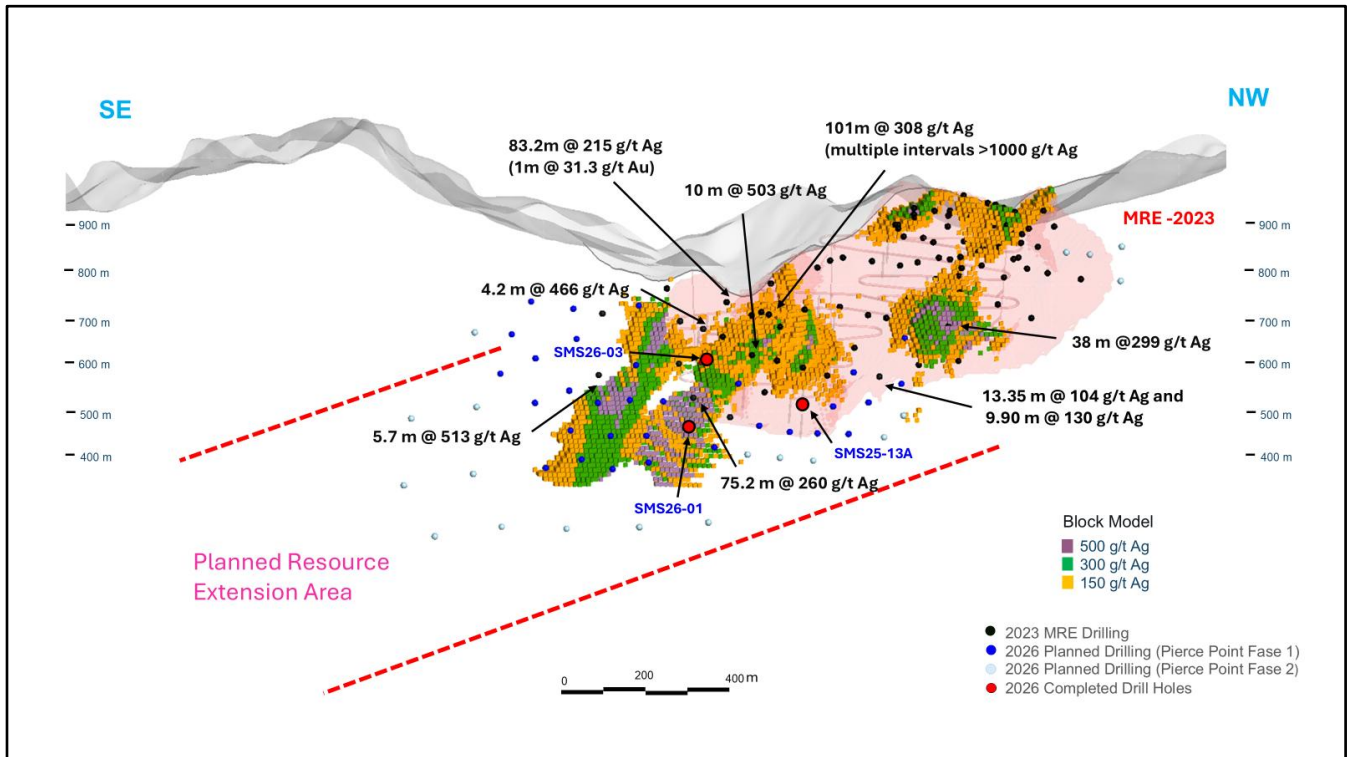 SE
NW
83.2m @ 215 g/t Ag
(1m @ 31.3 g/t Au)
101m @ 308 g/t Ag
(multiple intervals >1000 g/t Ag
10 m @ 503 g/t Ag
MRE -2023
900 m
800 m
700 m
600 m
500 m
400 m
900 m
800 m
700 m
600 m
500 m
400 m
4.2 m @ 466 g/t Ag
SMS26-03
38 m @299 g/t Ag
13.35 m @ 104 g/t Ag and
9.90 m @ 130 g/t Ag
5.7 m @ 513 g/t Ag
SMS25-13A
75.2 m @ 260 g/t Ag
SMS26-01
Planned Resource
Extension Area
Block Model
500 g/t Ag
300 g/t Ag
150 g/t Ag
2023 MRE Drilling
2026 Planned Drilling (Pierce Point Fase 1)
2026 Planned Drilling (Pierce Point Fase 2)
2026 Completed Drill Holes
0 200 400 m